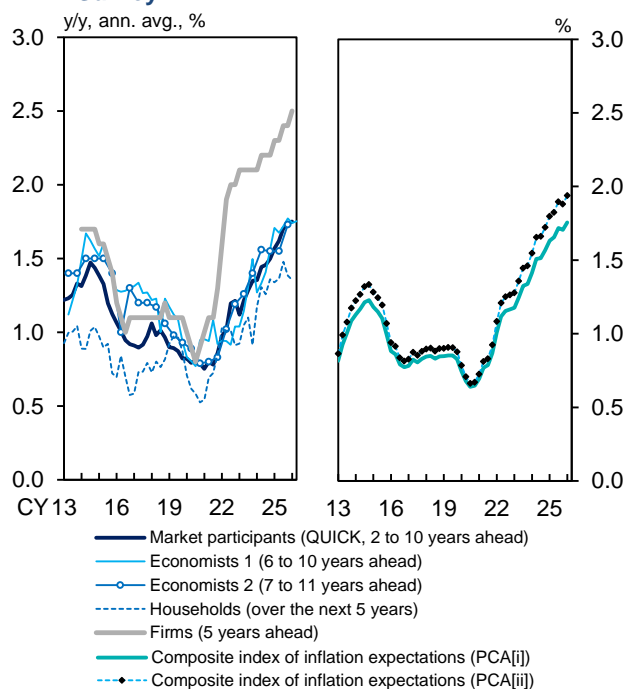 y/y, ann. avg., %
3.0
2.5
2.0
1.5
1.0
0.5
0.0
CY 13 16 19 22 25
%
3.0
2.5
2.0
1.5
1.0
0.5
0.0
13 16 19 22 25
Market participants (QUICK, 2 to 10 years ahead)
Economists 1 (6 to 10 years ahead)
Economists 2 (7 to 11 years ahead)
Households (over the next 5 years)
Firms (5 years ahead)
Composite index of inflation expectations (PCA[i])
Composite index of inflation expectations (PCA[ii])